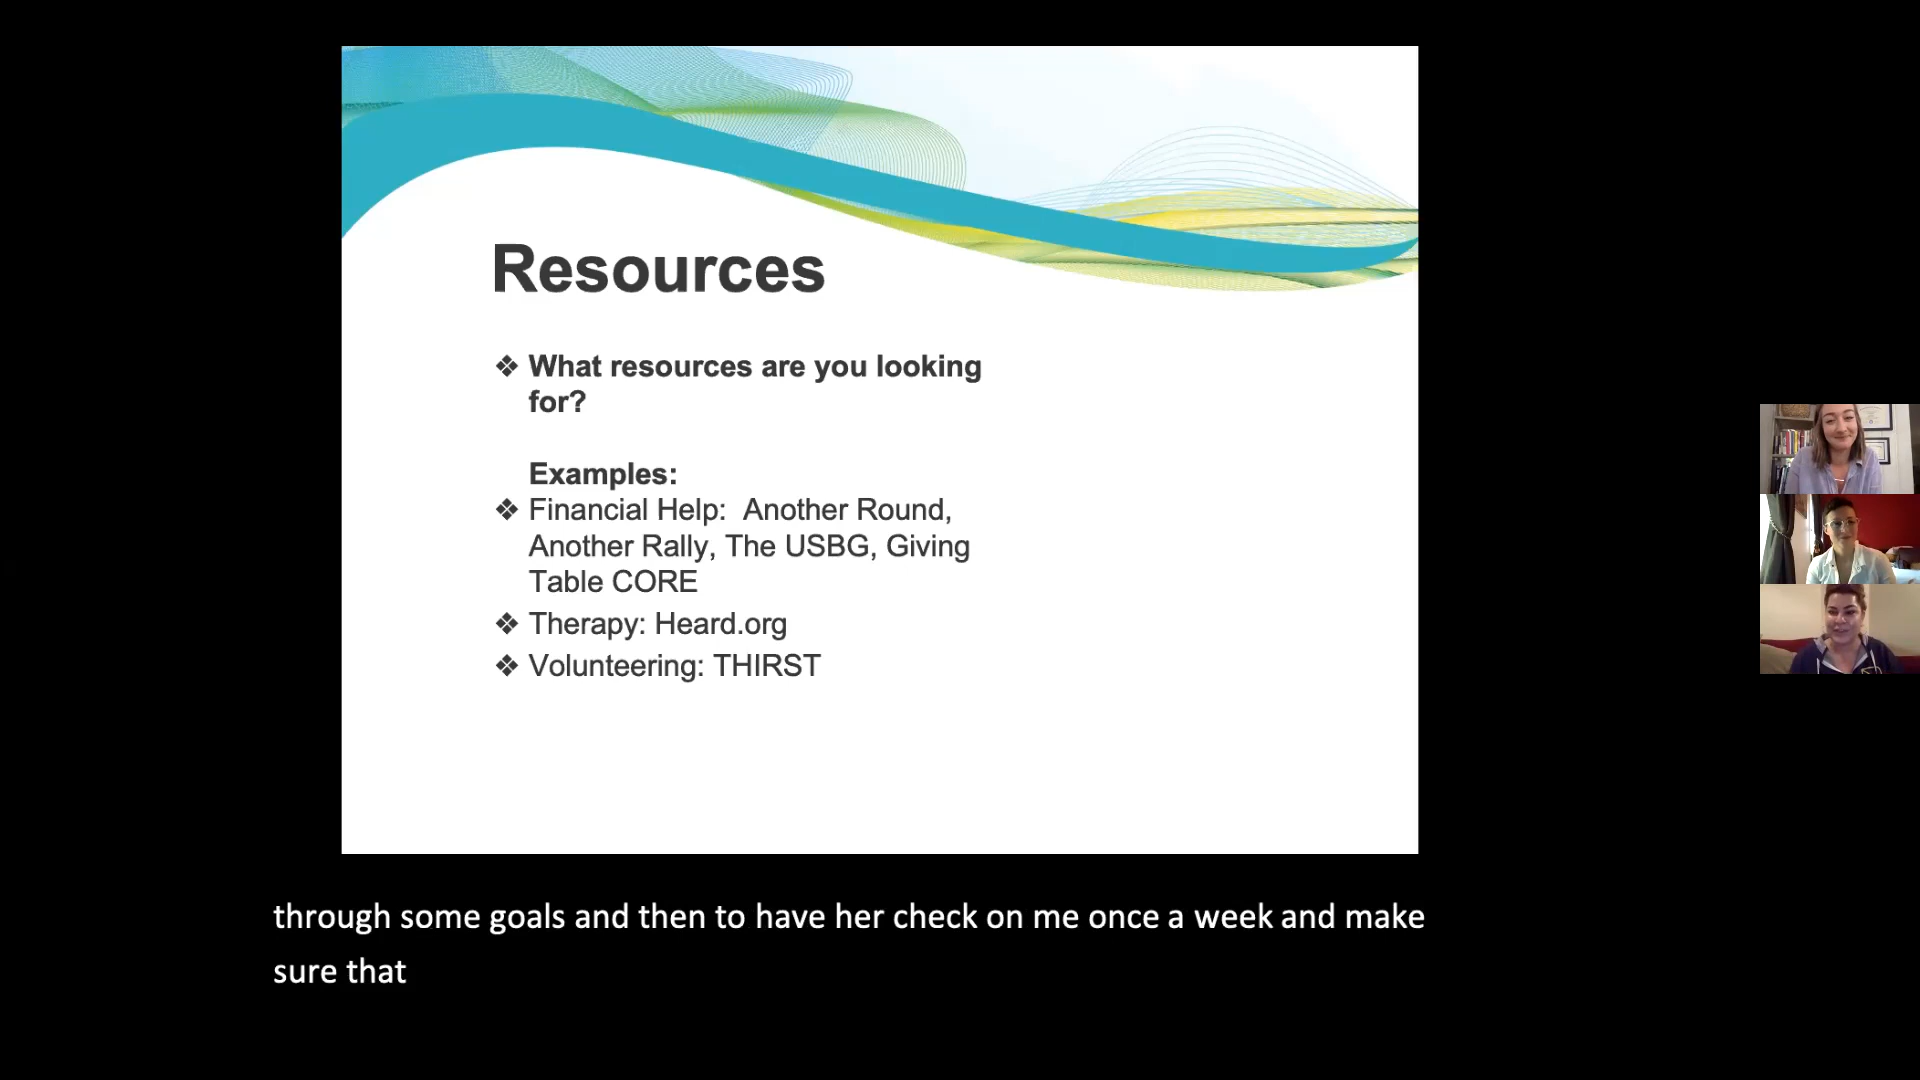 Resources
❖ What resources are you looking
for?
Examples:
❖ Financial Help:  Another Round,
Another Rally, The USBG, Giving
Table CORE
❖ Therapy: Heard.org
❖ Volunteering: THIRST
through some goals and then to have her check on me once a week and make
sure that